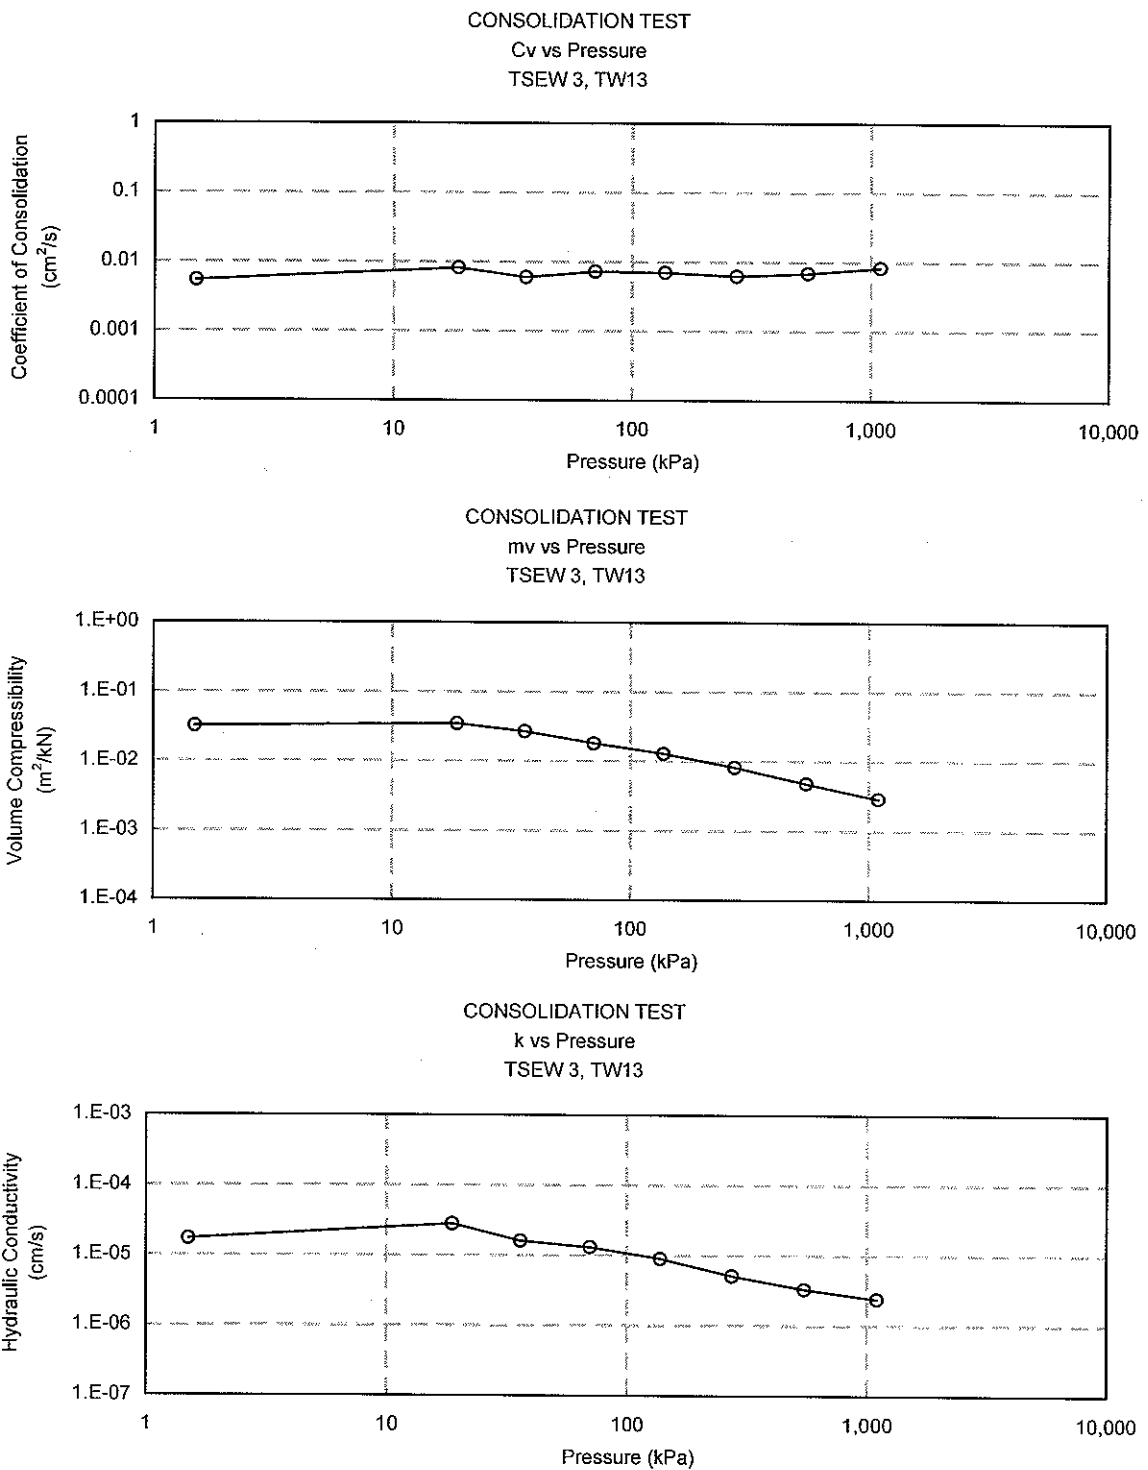 CONSOLIDATION TEST
Cv vs Pressure
TSEW 3, TW13
Coefficient of Consolidation
(cm²/s)
1
0.1
0.01
0.001
0.0001
1 10 100 1,000 10,000
Pressure (kPa)
CONSOLIDATION TEST
mv vs Pressure
TSEW 3, TW13
Volume Compressibility
(m²/kN)
1.E+00
1.E-01
1.E-02
1.E-03
1.E-04
1 10 100 1,000 10,000
Pressure (kPa)
CONSOLIDATION TEST
k vs Pressure
TSEW 3, TW13
Hydraulic Conductivity
(cm/s)
1.E-03
1.E-04
1.E-05
1.E-06
1.E-07
1 10 100 1,000 10,000
Pressure (kPa)